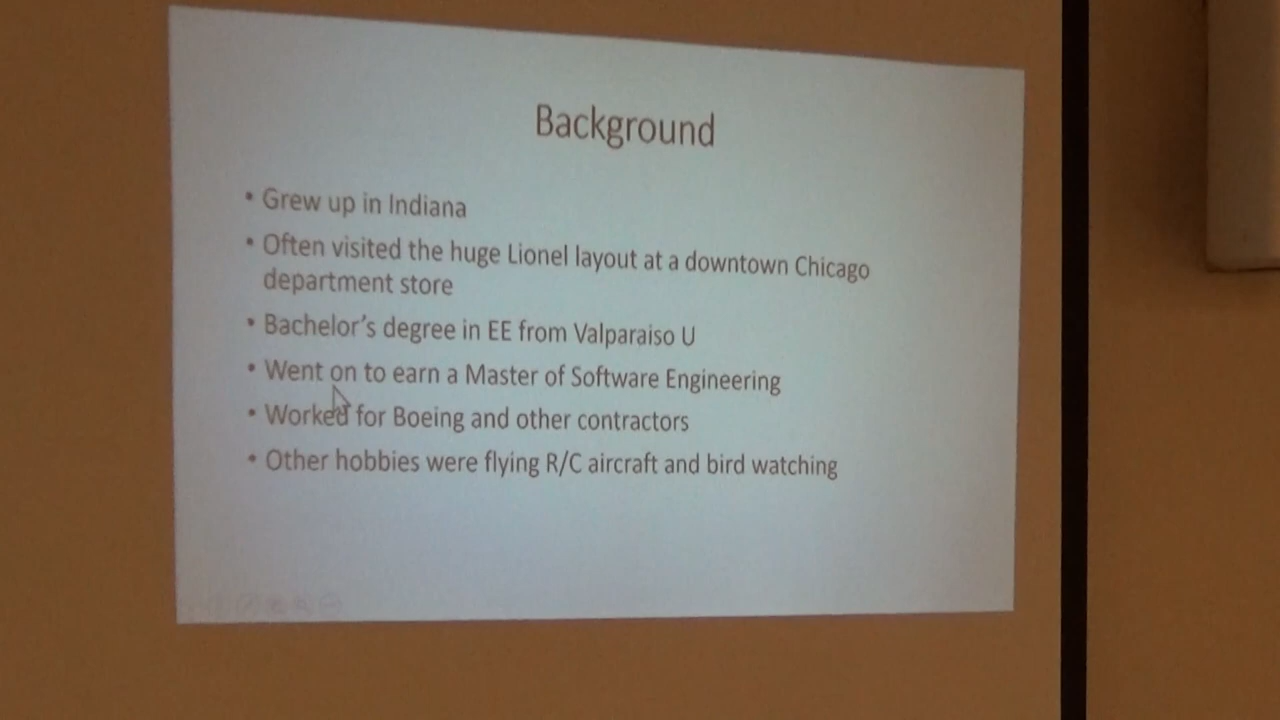 Background
• Grew up in Indiana
• Often visited the huge Lionel layout at a downtown Chicago
department store
• Bachelor's degree in EE from Valparaiso U
• Went on to earn a Master of Software Engineering
• Worked for Boeing and other contractors
• Other hobbies were flying R/C aircraft and bird watching